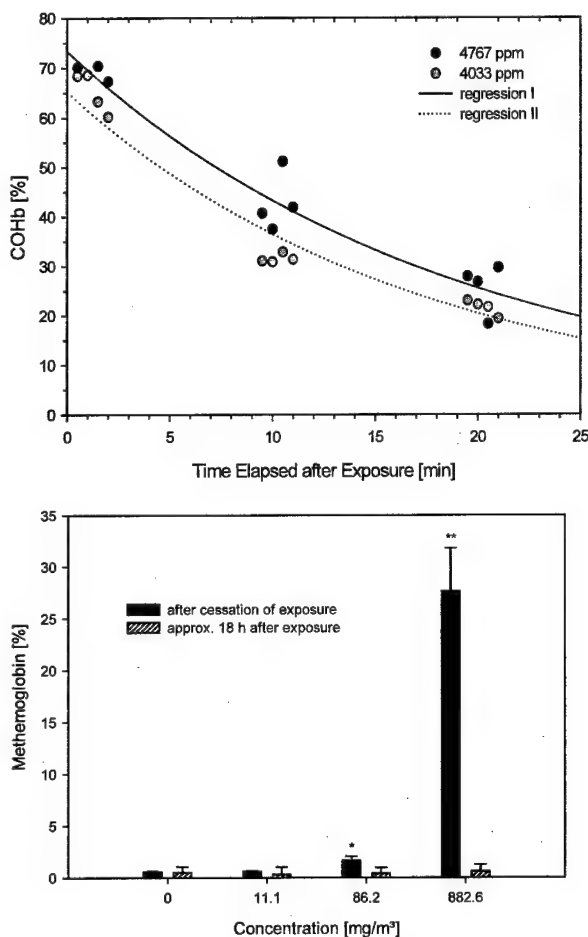 80
70
60
50
40
30
20
10
0
COHb [%]
4767 ppm
4033 ppm
regression I
regression II
0 5 10 15 20 25
Time Elapsed after Exposure [min]
35
30
25
20
15
10
5
0
Methemoglobin [%]
after cessation of exposure
approx. 18 h after exposure
*
**
0 11.1 86.2 882.6
Concentration [mg/m³]